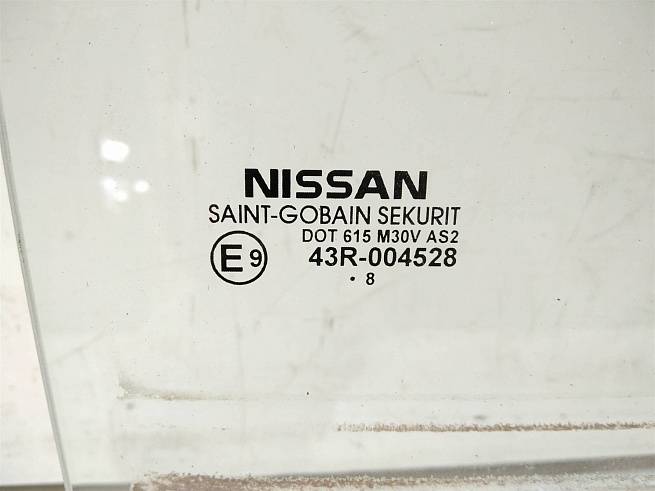 NISSAN
SAINT-GOBAIN SEKURIT
DOT 615 M30V AS2
E9 43R-004528
. 8